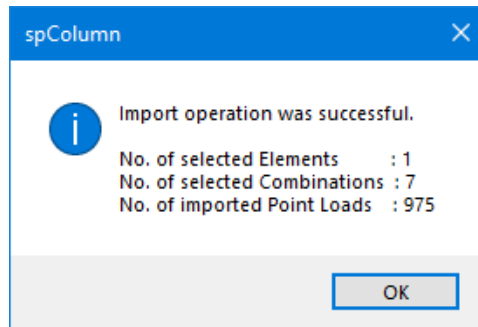 spColumn
Import operation was successful.
No. of selected Elements : 1
No. of selected Combinations : 7
No. of imported Point Loads : 975
OK